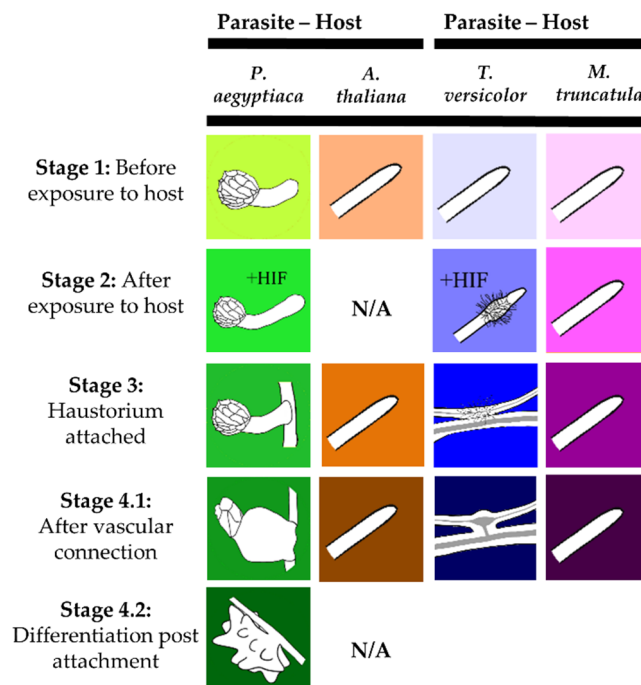 Parasite – Host Parasite – Host
P. aegyptiaca A. thaliana T. versicolor M. truncatula
Stage 1: Before
exposure to host
Stage 2: After
exposure to host
+HIF
N/A
+HIF
Stage 3:
Haustorium
attached
Stage 4.1:
After vascular
connection
Stage 4.2:
Differentiation post
attachment
N/A